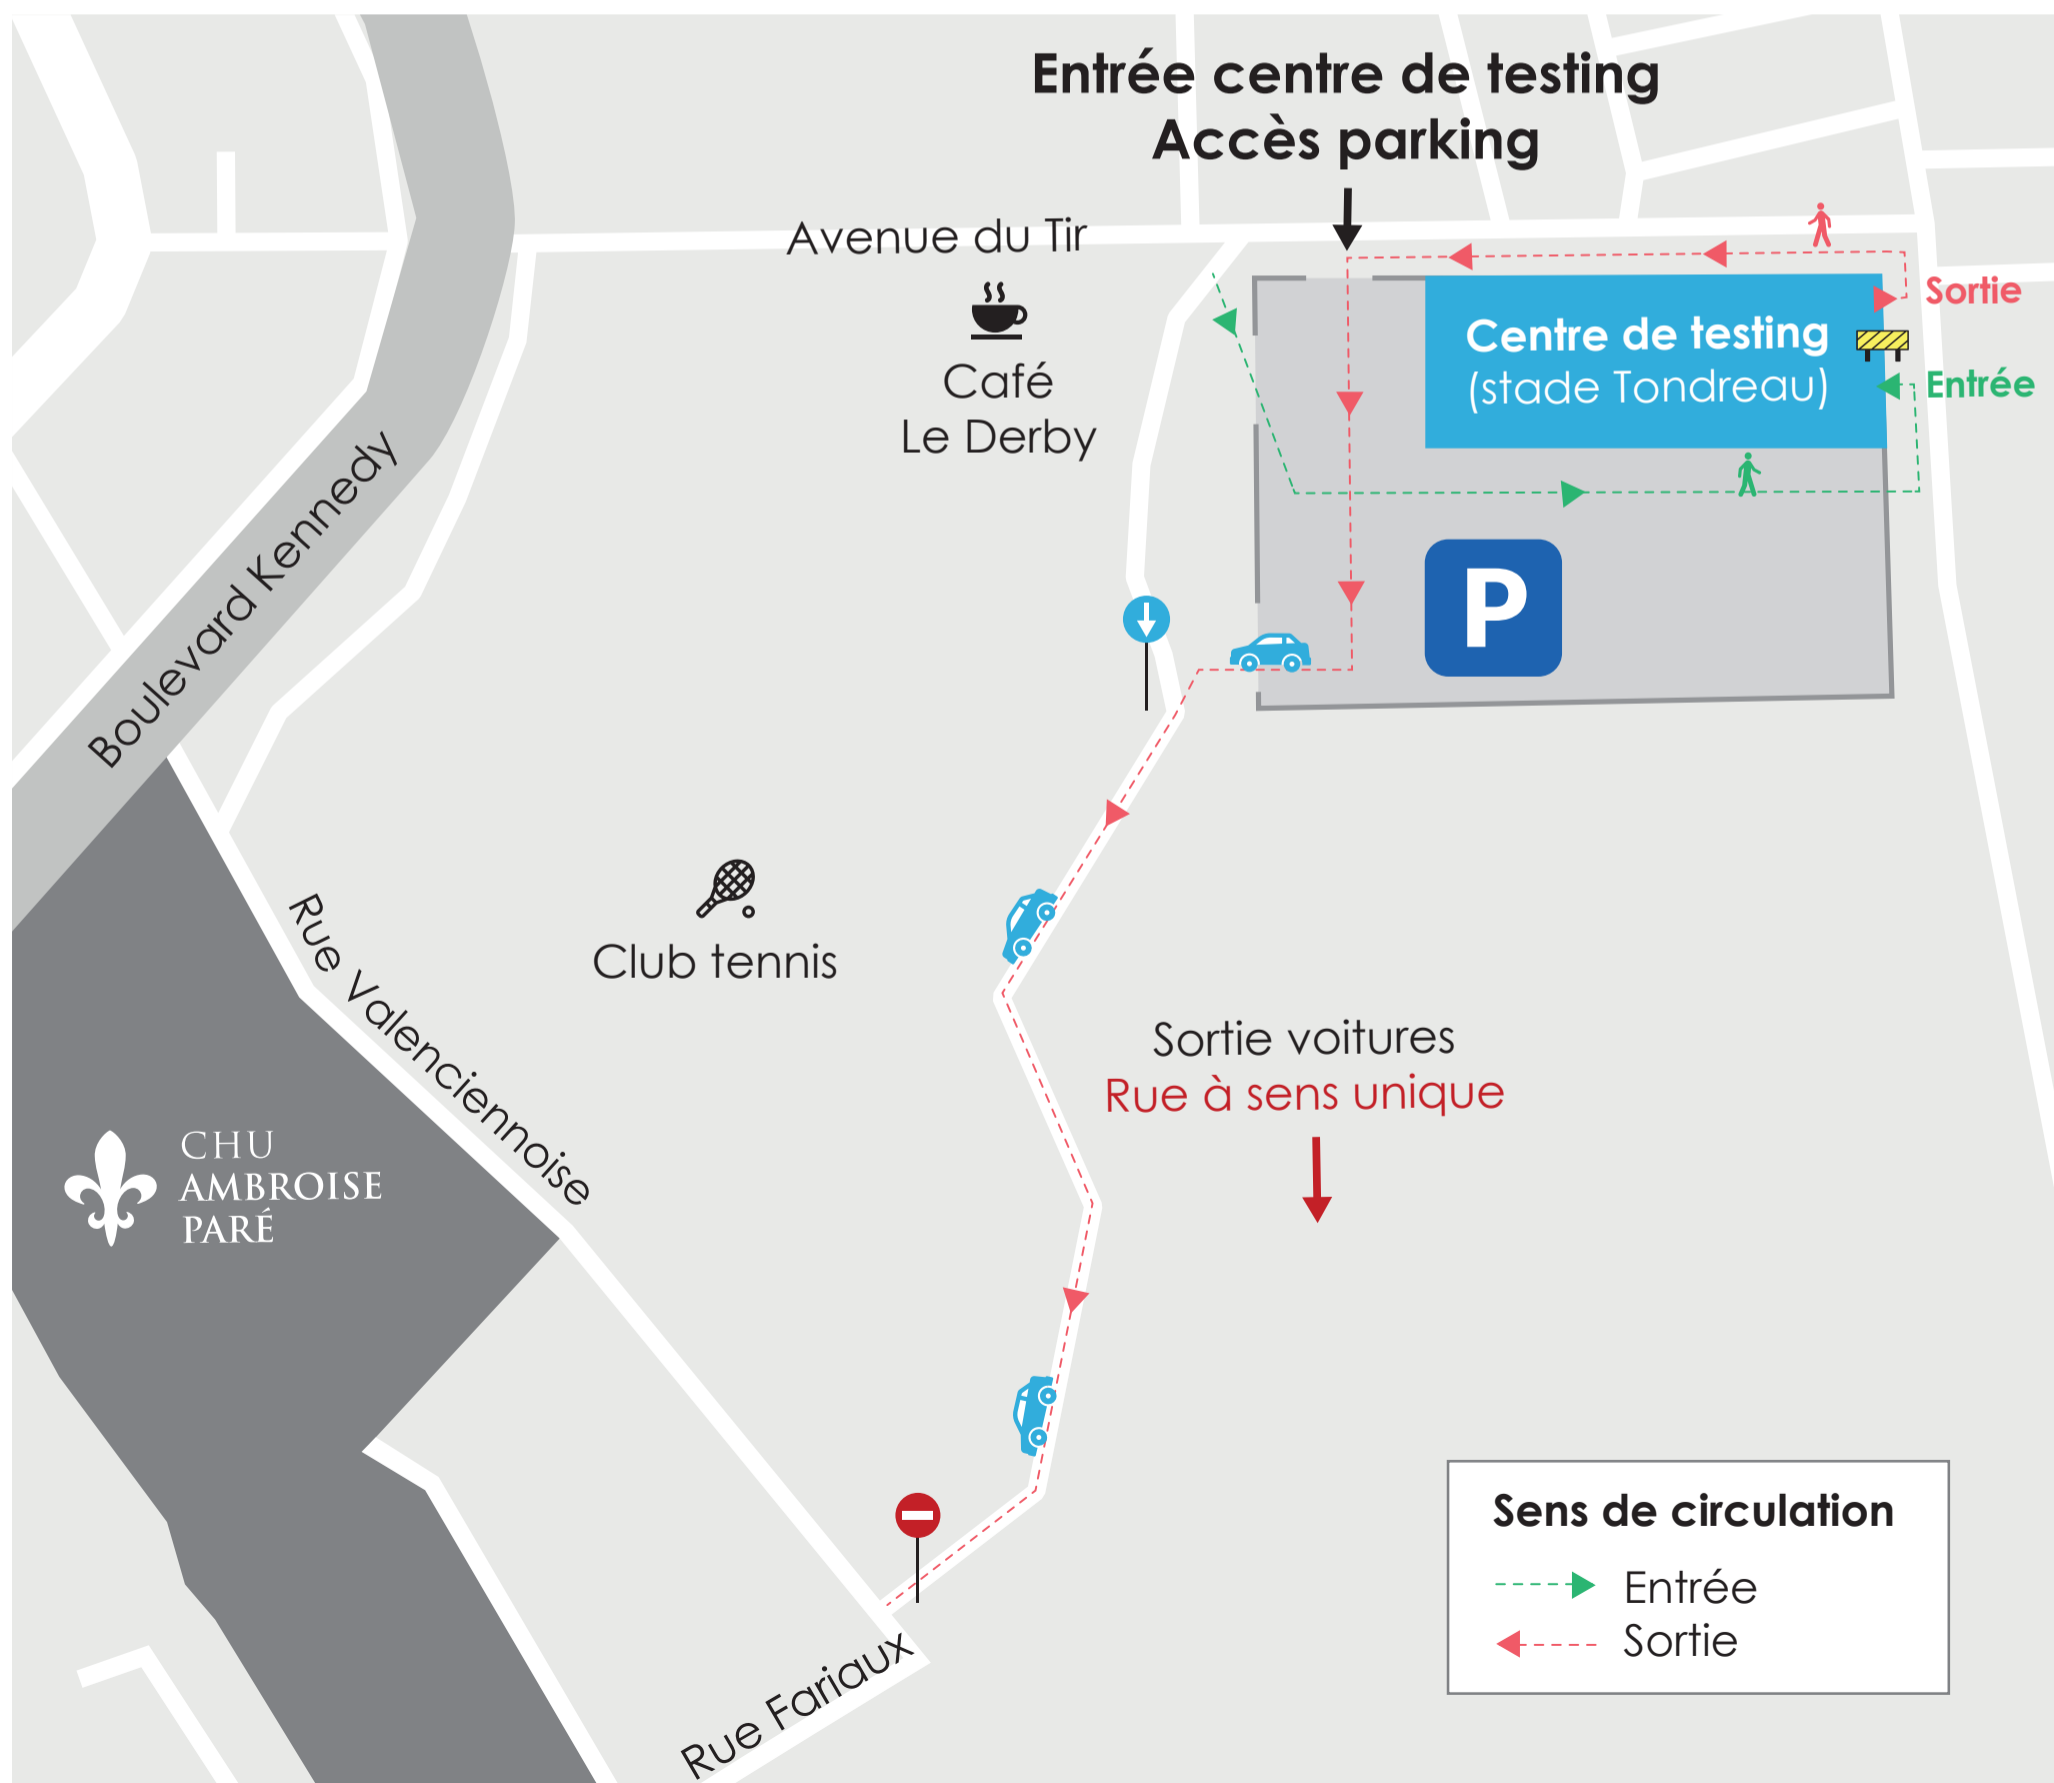 Entrée centre de testing
Accès parking
Avenue du Tir
Sortie
Centre de testing
(stade Tondreau)
Entrée
Café
Le Derby
P
Boulevard Kennedy
Club tennis
Rue Valenciennoise
Sortie voitures
Rue à sens unique
CHU
AMBROISE
PARÉ
Rue Fariaux
Sens de circulation
Entrée
Sortie